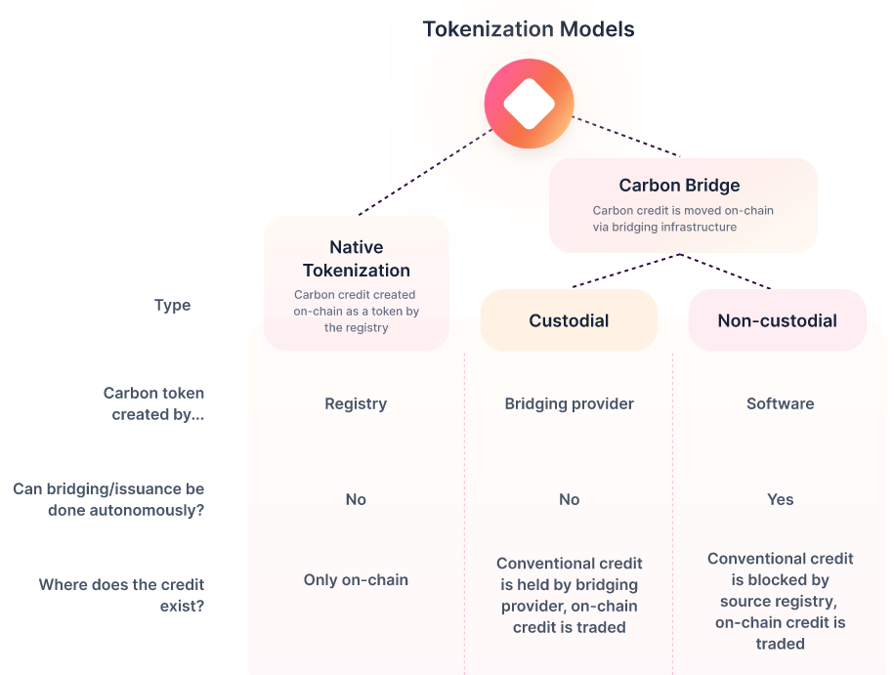 Tokenization Models
Carbon Bridge
Carbon credit is moved on-chain
via bridging infrastructure
Native
Tokenization
Carbon credit created
on-chain as a token by
the registry
Type
Custodial
Non-custodial
Carbon token
created by...
Registry
Bridging provider
Software
Can bridging/issuance be
done autonomously?
No
No
Yes
Where does the credit
exist?
Only on-chain
Conventional credit
is held by bridging
provider, on-chain
credit is traded
Conventional credit
is blocked by
source registry,
on-chain credit is
traded